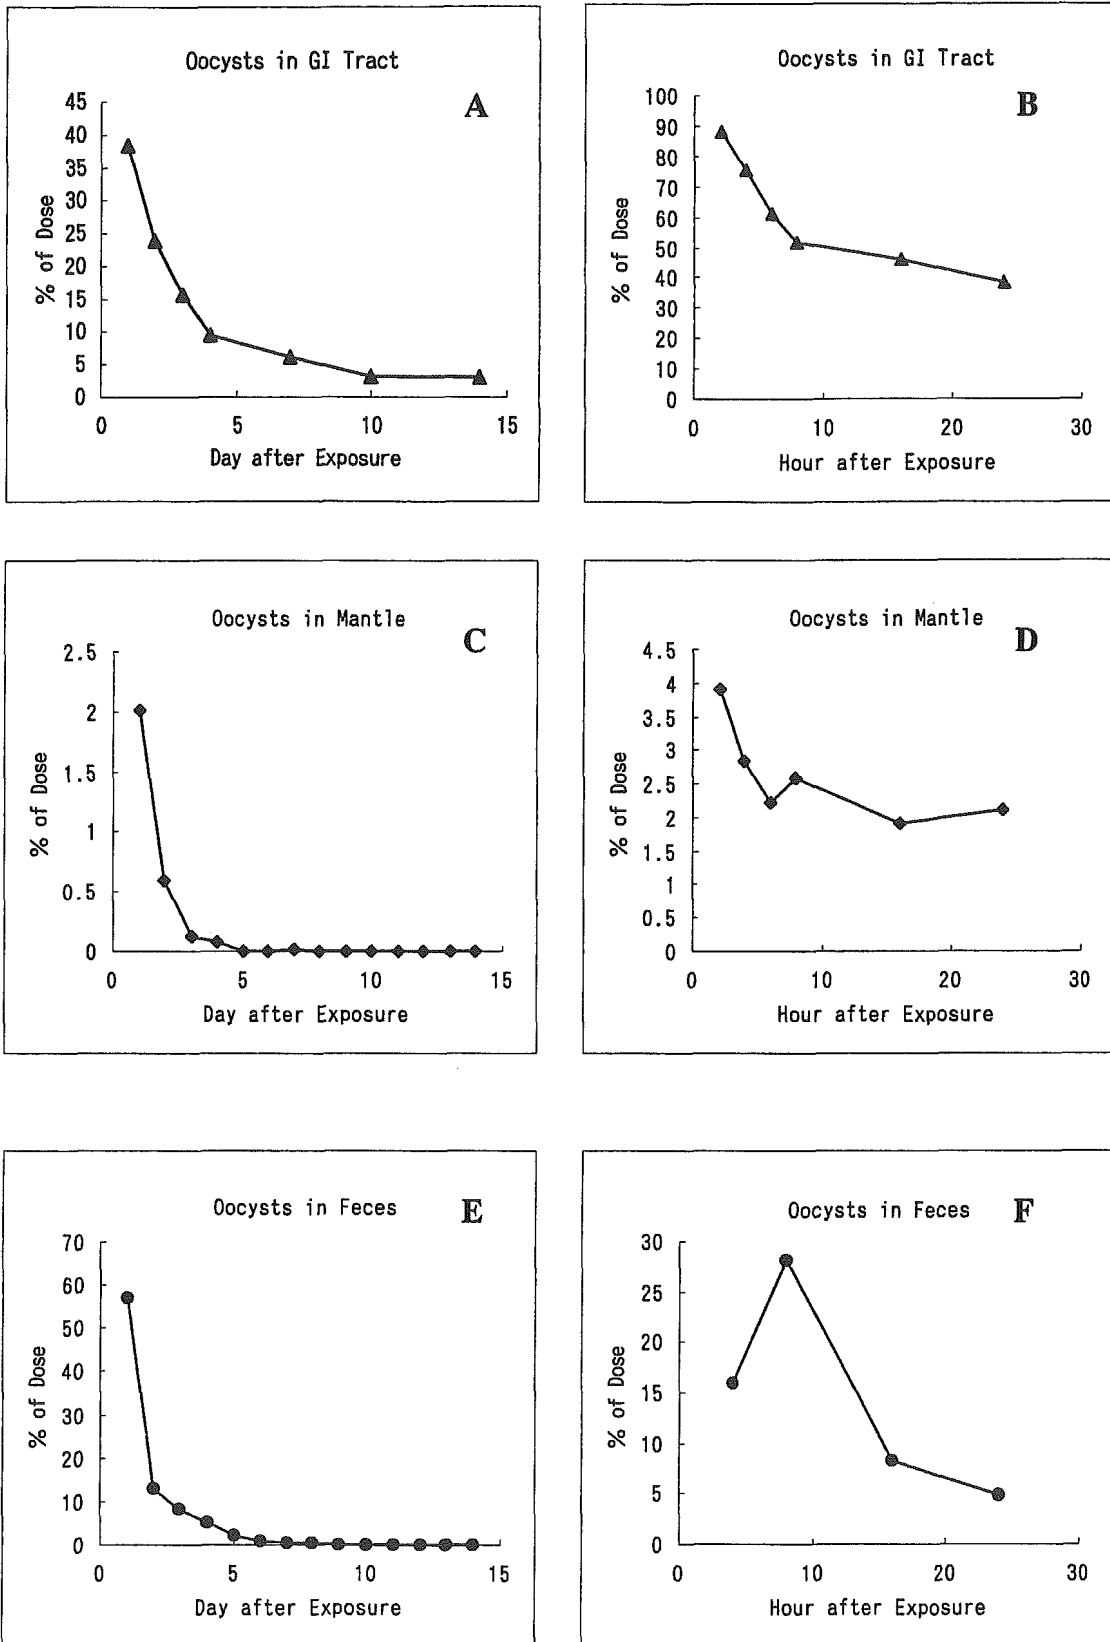 Oocysts in GI Tract
A
45
40
35
30
25
20
15
10
5
0
% of Dose
0 5 10 15
Day after Exposure
Oocysts in GI Tract
B
100
90
80
70
60
50
40
30
20
10
0
% of Dose
0 10 20 30
Hour after Exposure
Oocysts in Mantle
C
2.5
2
1.5
1
0.5
0
% of Dose
0 5 10 15
Day after Exposure
Oocysts in Mantle
D
4.5
4
3.5
3
2.5
2
1.5
1
0.5
0
% of Dose
0 10 20 30
Hour after Exposure
Oocysts in Feces
E
70
60
50
40
30
20
10
0
% of Dose
0 5 10 15
Day after Exposure
Oocysts in Feces
F
30
25
20
15
10
5
0
% of Dose
0 10 20 30
Hour after Exposure